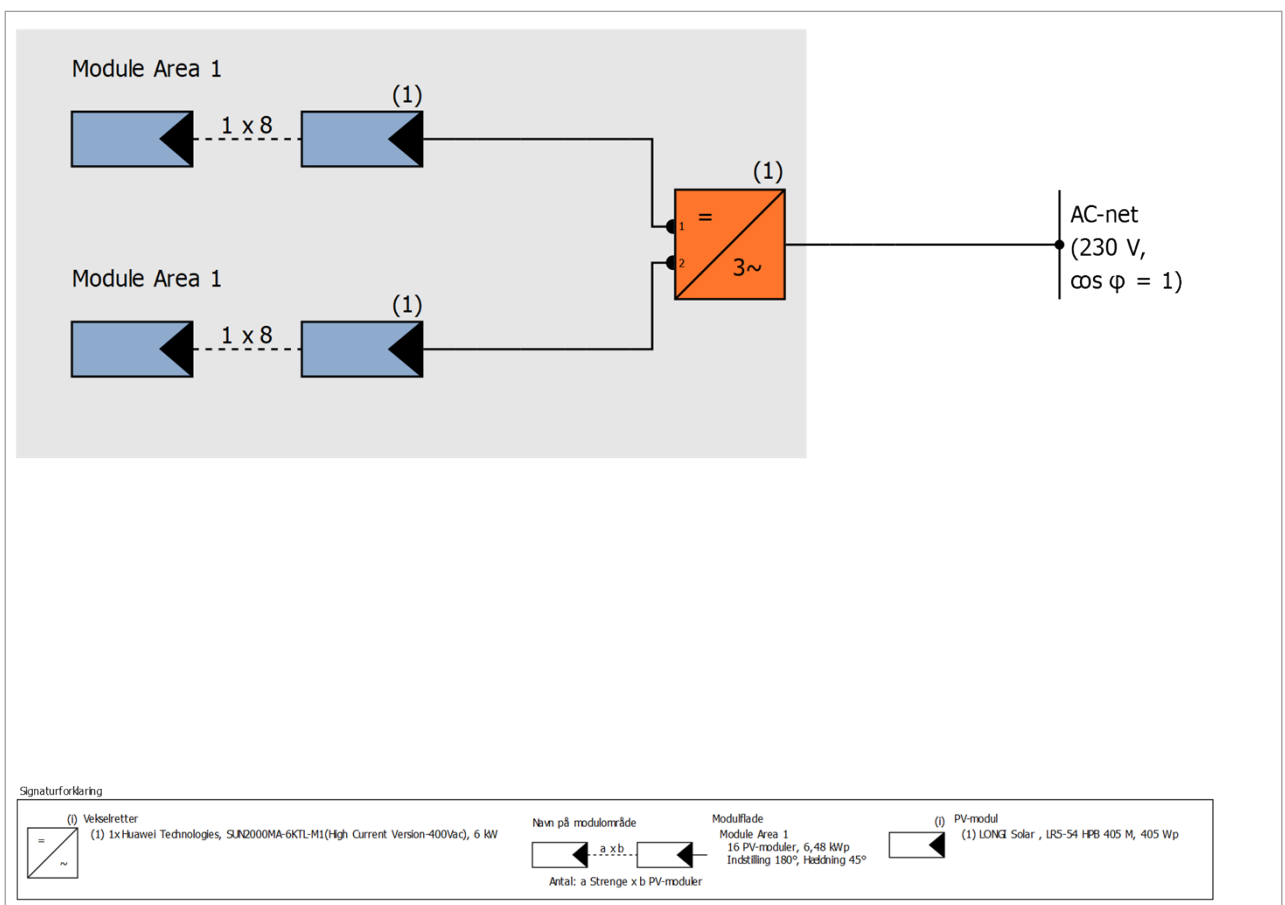 Module Area 1
(1)
1 x 8
(1)
1
=
2
3~
AC-net
(230 V,
cos φ = 1)
Module Area 1
(1)
1 x 8
Signaturforklaring
(i) Vekselretter
(1) 1x Huawei Technologies, SUN2000MA-6KTL-M1(High Current Version-400Vac), 6 kW
=
~
Navn på modulområde
a x b
Antal: a Strenge x b PV-moduler
Modulflade
Module Area 1
16 PV-moduler, 6,48 kWp
Indstilling 180°, Hældning 45°
(i) PV-modul
(1) LONGI Solar , LR5-54 HPB 405 M, 405 Wp